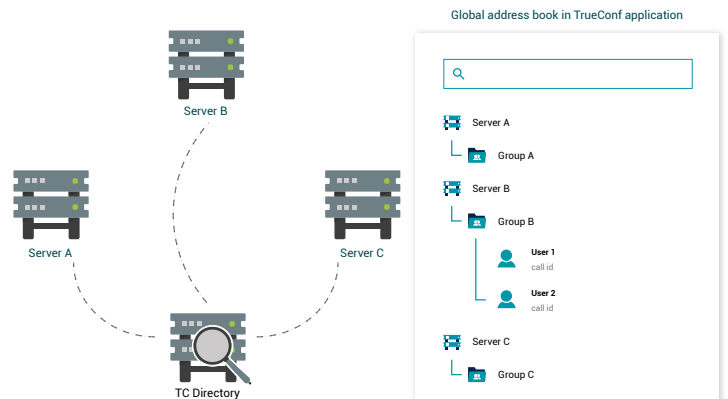 Global address book in TrueConf application
Server B
Server A
Server C
TC Directory
Server A
Group A
Server B
Group B
User 1
call id
User 2
call id
Server C
Group C